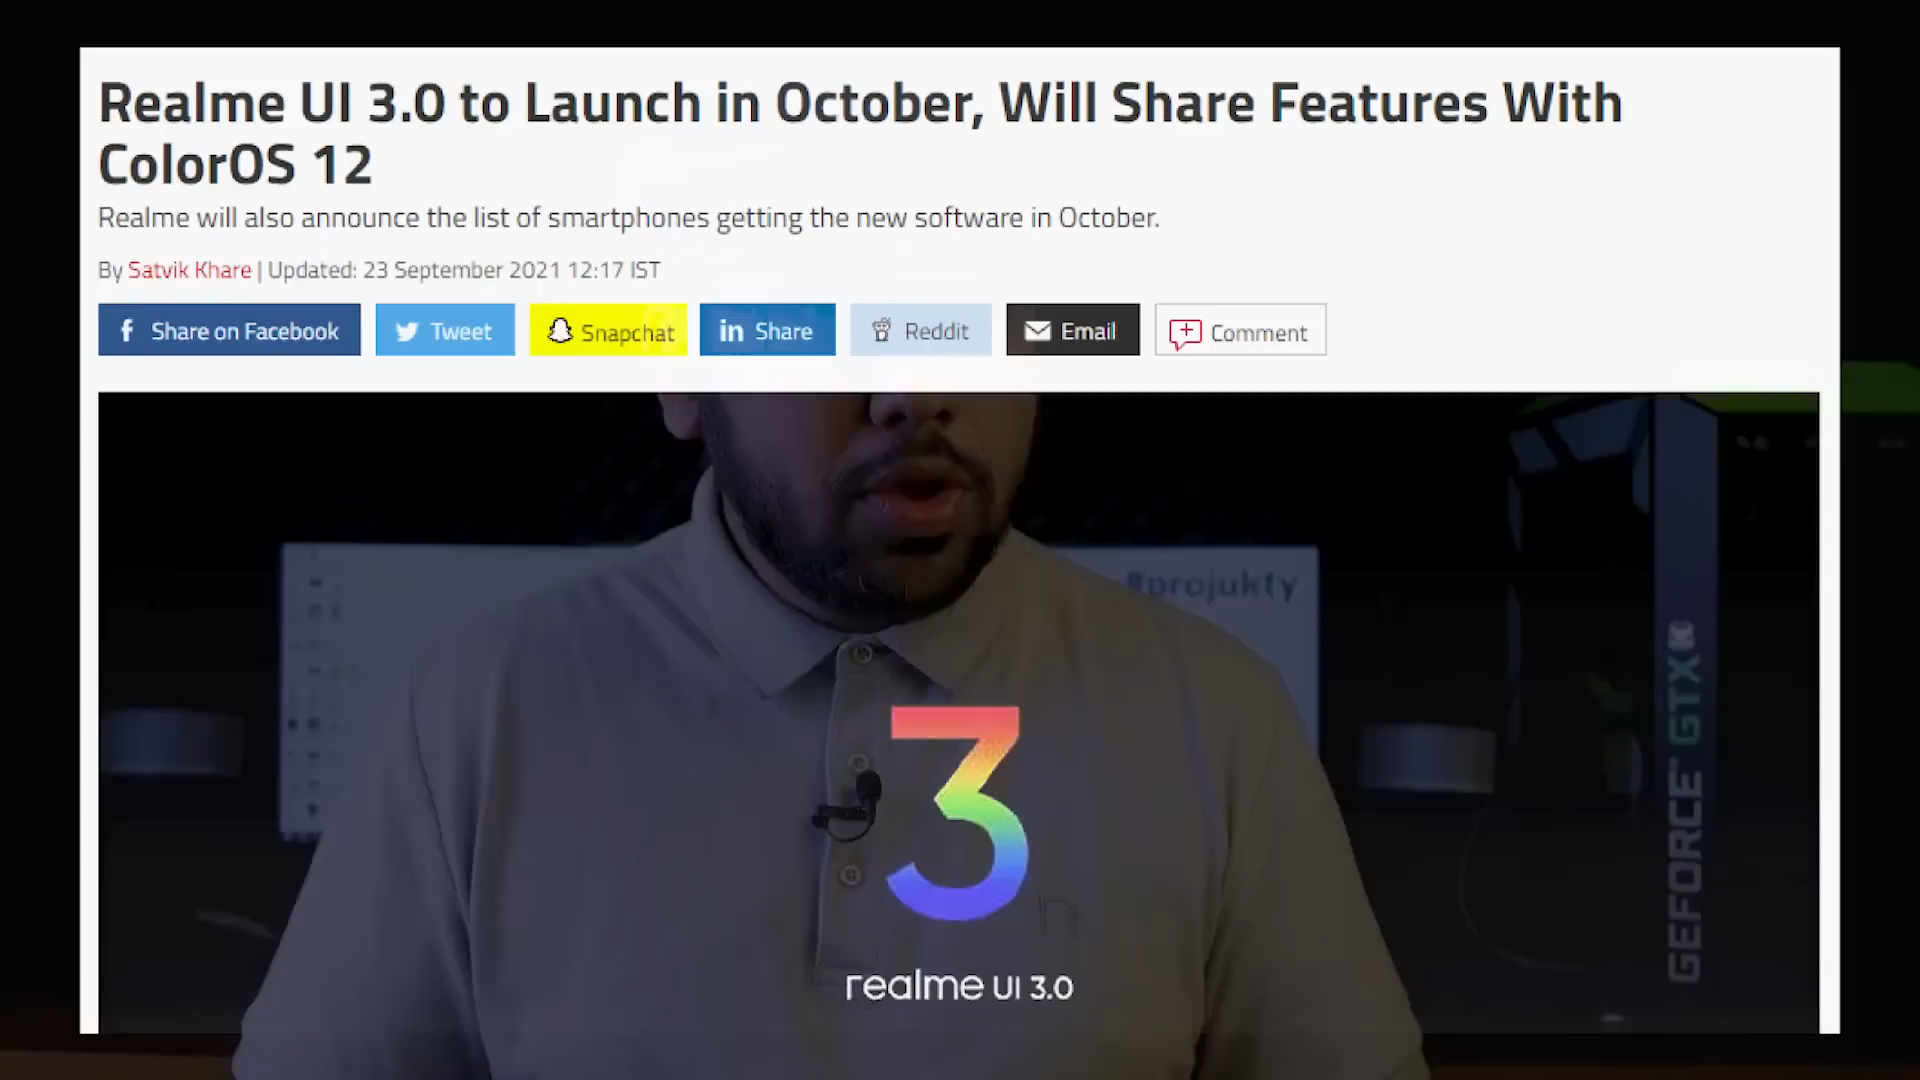 Realme UI 3.0 to Launch in October, Will Share Features With
ColorOS 12
Realme will also announce the list of smartphones getting the new software in October.
By Satvik Khare | Updated: 23 September 2021 12:17 IST
f Share on Facebook Tweet Snapchat in Share Reddit Email Comment
#projukty
GEFORCE GTX
3
realme UI 3.0